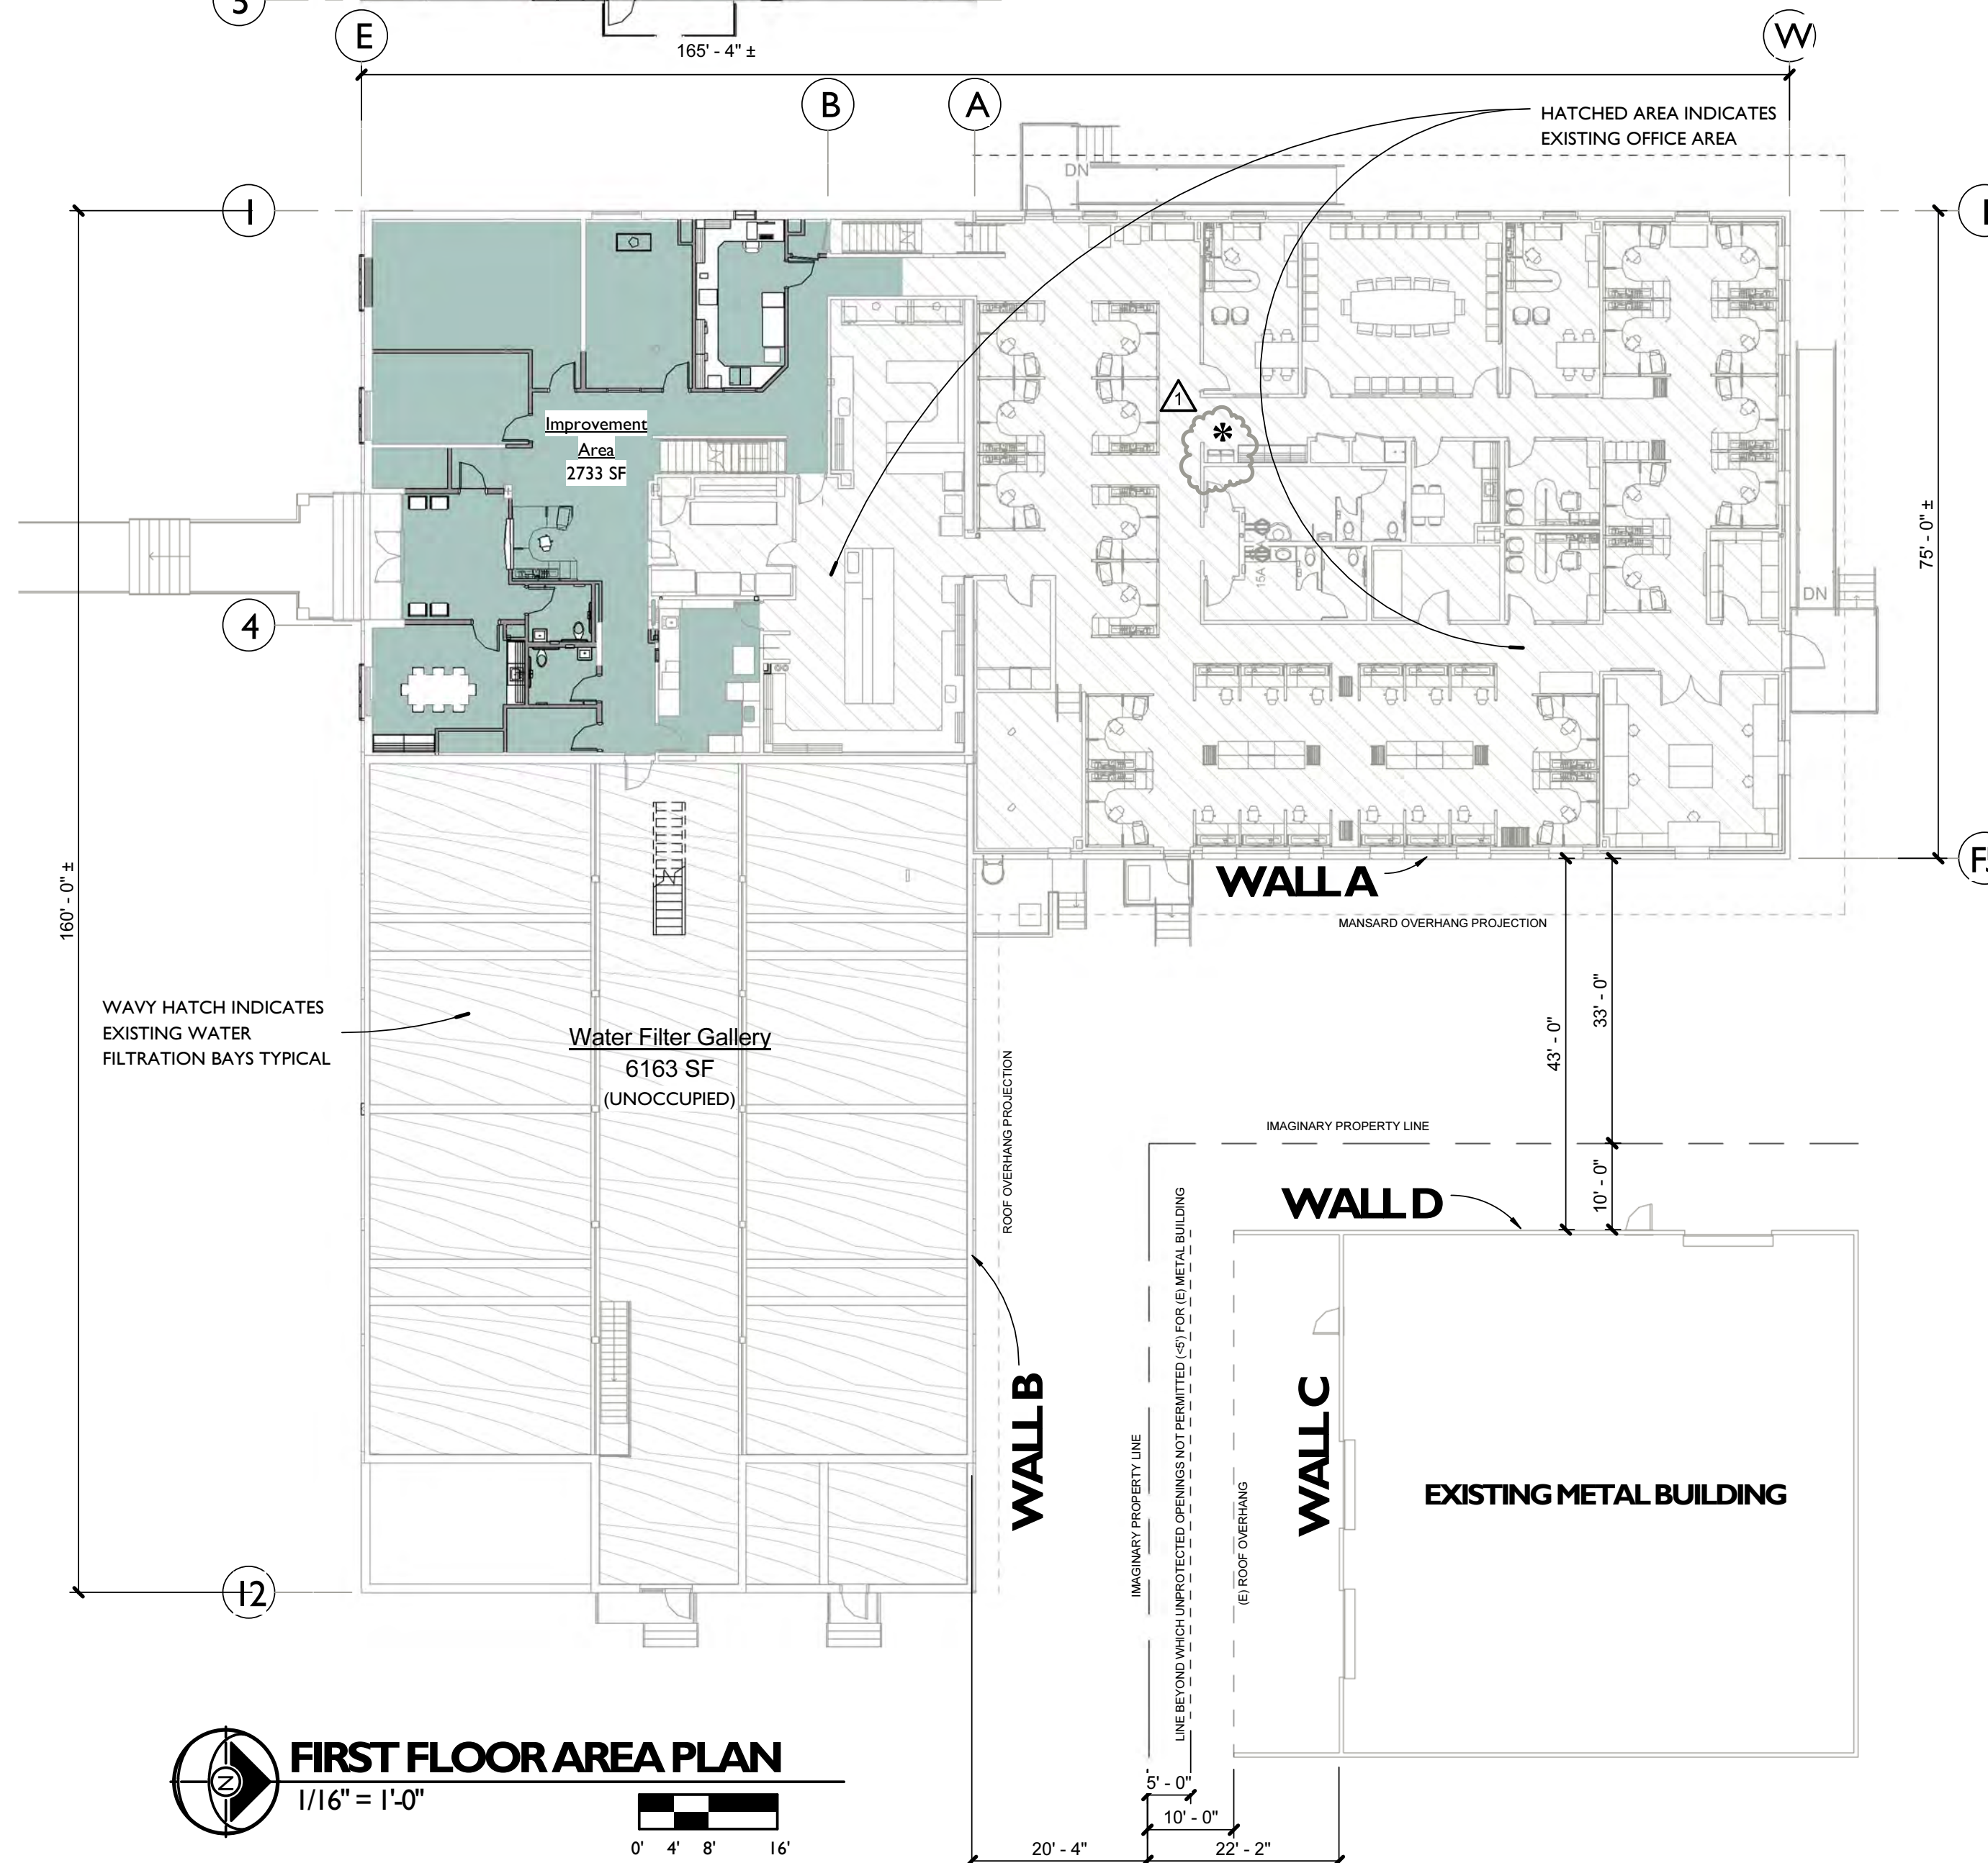 3
165' - 4" ±
E
W
B
A
HATCHED AREA INDICATES
EXISTING OFFICE AREA
DN
1
1
Improvement
Area
2733 SF
1
*
75' - 0" ±
15A
DN
4
160' - 0" ±
WALL A
MANSARD OVERHANG PROJECTION
WAVY HATCH INDICATES
EXISTING WATER
FILTRATION BAYS TYPICAL
Water Filter Gallery
6163 SF
(UNOCCUPIED)
ROOF OVERHANG PROJECTION
43' - 0"
33' - 0"
IMAGINARY PROPERTY LINE
10' - 0"
WALL D
LINE BEYOND WHICH UNPROTECTED OPENINGS NOT PERMITTED (<5') FOR (E) METAL BUILDING
WALL B
WALL C
IMAGINARY PROPERTY LINE
(E) ROOF OVERHANG
EXISTING METAL BUILDING
12
N
FIRST FLOOR AREA PLAN
1/16" = 1'-0"
0' 4' 8' 16'
5' - 0"
10' - 0"
20' - 4"
22' - 2"